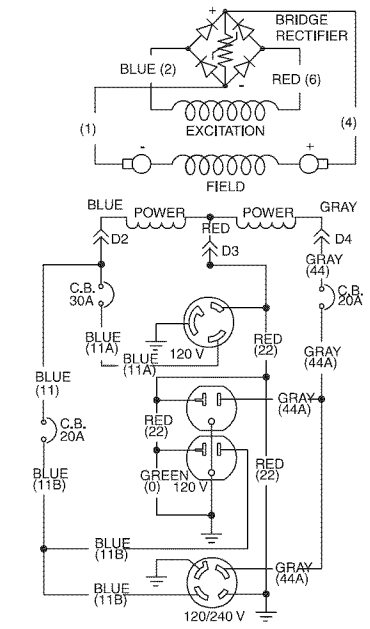 +
BRIDGE
RECTIFIER
BLUE (2)
RED (6)
-
(1)
EXCITATION
(4)
-
+
FIELD
BLUE
POWER
RED
POWER
GRAY
D2
D3
D4
GRAY
(44)
C.B.
30A
C.B.
20A
BLUE
(11A)
120 V
RED
(22)
GRAY
(44A)
BLUE
(11A)
BLUE
(11)
RED
(22)
GRAY
(44A)
C.B.
20A
BLUE
(11B)
GREEN
(0)
120 V
RED
(22)
BLUE
(11B)
GRAY
(44A)
BLUE
(11B)
120/240 V